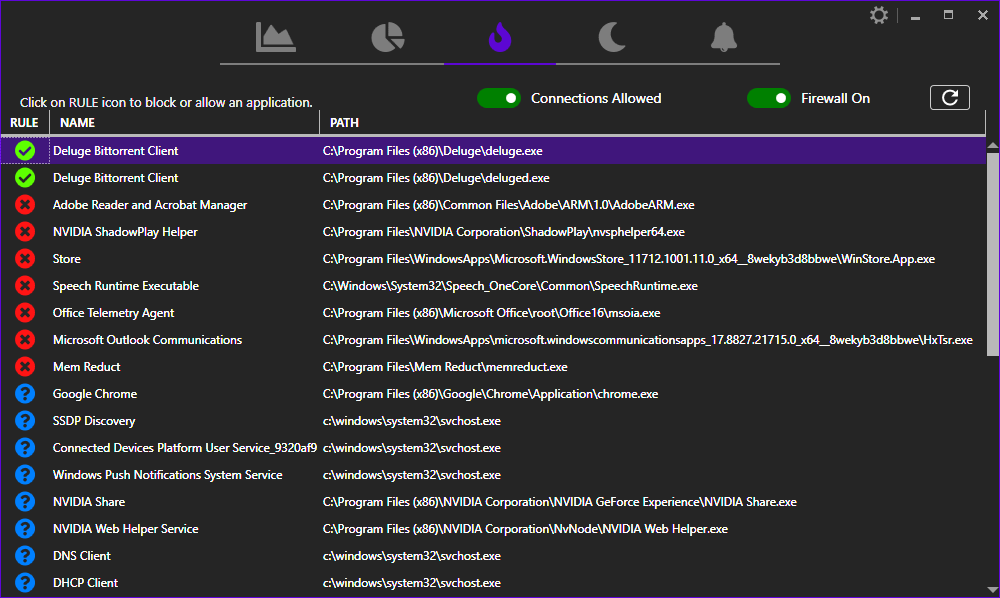 Click on RULE icon to block or allow an application.
Connections Allowed
Firewall On
RULE NAME PATH
Deluge Bittorrent Client C:\Program Files (x86)\Deluge\deluge.exe
Deluge Bittorrent Client C:\Program Files (x86)\Deluge\deluged.exe
Adobe Reader and Acrobat Manager C:\Program Files (x86)\Common Files\Adobe\ARM\1.0\AdobeARM.exe
NVIDIA ShadowPlay Helper C:\Program Files\NVIDIA Corporation\ShadowPlay\nvsphelper64.exe
Store C:\Program Files\WindowsApps\Microsoft.WindowsStore_11712.1001.11.0_x64__8wekyb3d8bbwe\WinStore.App.exe
Speech Runtime Executable C:\Windows\System32\Speech_OneCore\Common\SpeechRuntime.exe
Office Telemetry Agent C:\Program Files (x86)\Microsoft Office\root\Office16\msoia.exe
Microsoft Outlook Communications C:\Program Files\WindowsApps\microsoft.windowscommunicationsapps_17.8827.21715.0_x64__8wekyb3d8bbwe\HxTsr.exe
Mem Reduct C:\Program Files\Mem Reduct\memreduct.exe
Google Chrome C:\Program Files (x86)\Google\Chrome\Application\chrome.exe
SSDP Discovery c:\windows\system32\svchost.exe
Connected Devices Platform User Service_9320af9 c:\windows\system32\svchost.exe
Windows Push Notifications System Service c:\windows\system32\svchost.exe
NVIDIA Share C:\Program Files (x86)\NVIDIA Corporation\NVIDIA GeForce Experience\NVIDIA Share.exe
NVIDIA Web Helper Service C:\Program Files (x86)\NVIDIA Corporation\NvNode\NVIDIA Web Helper.exe
DNS Client c:\windows\system32\svchost.exe
DHCP Client c:\windows\system32\svchost.exe